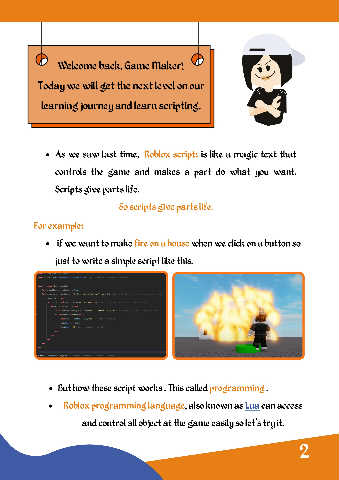 Welcome back, Game Maker!
Today we will get the next level on our
learning journey and learn scripting.
As we saw last time, Roblox scripts is like a magic text that
controls the game and makes a part do what you want.
Scripts give parts life.
So scripts give parts life.
For example:
if we want to make fire on a house when we click on a button so
just to write a simple script like this.
But how these script works . This called programming .
Roblox programming language, also known as Lua can access
and control all object at the game easily so let's try it.
2